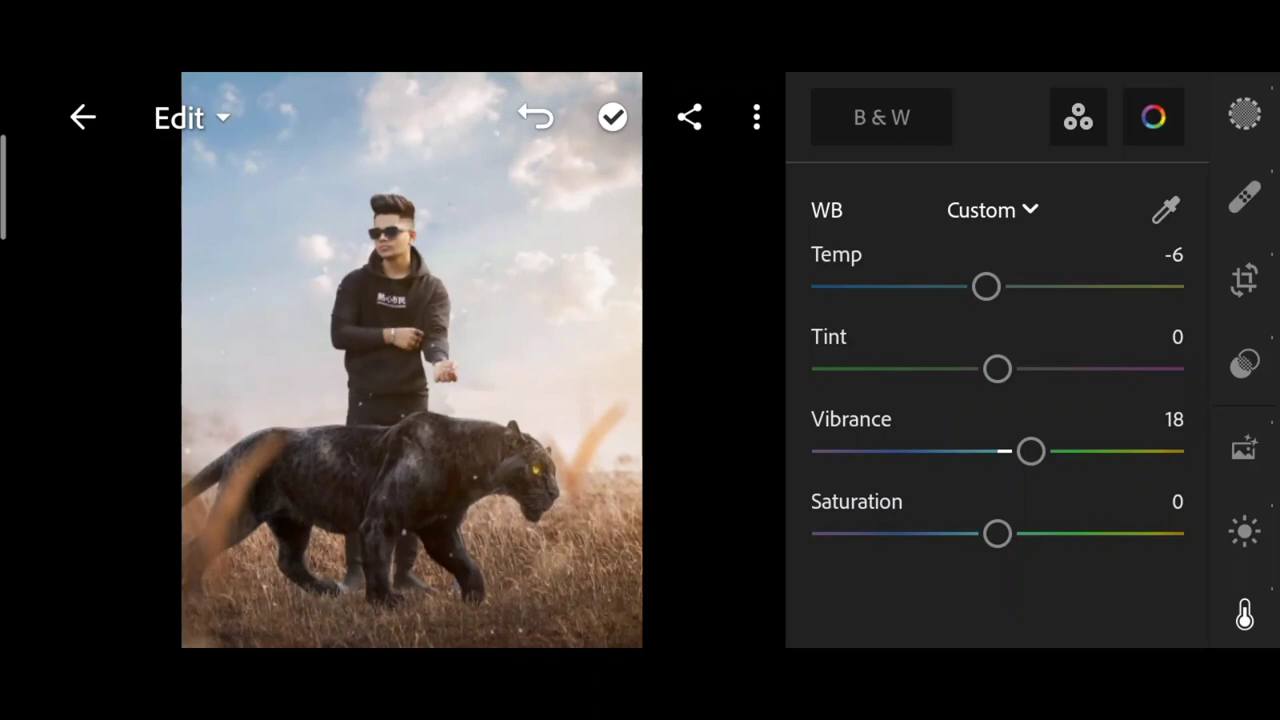 Edit
B & W
WB Custom
Temp -6
Tint 0
Vibrance 18
Saturation 0